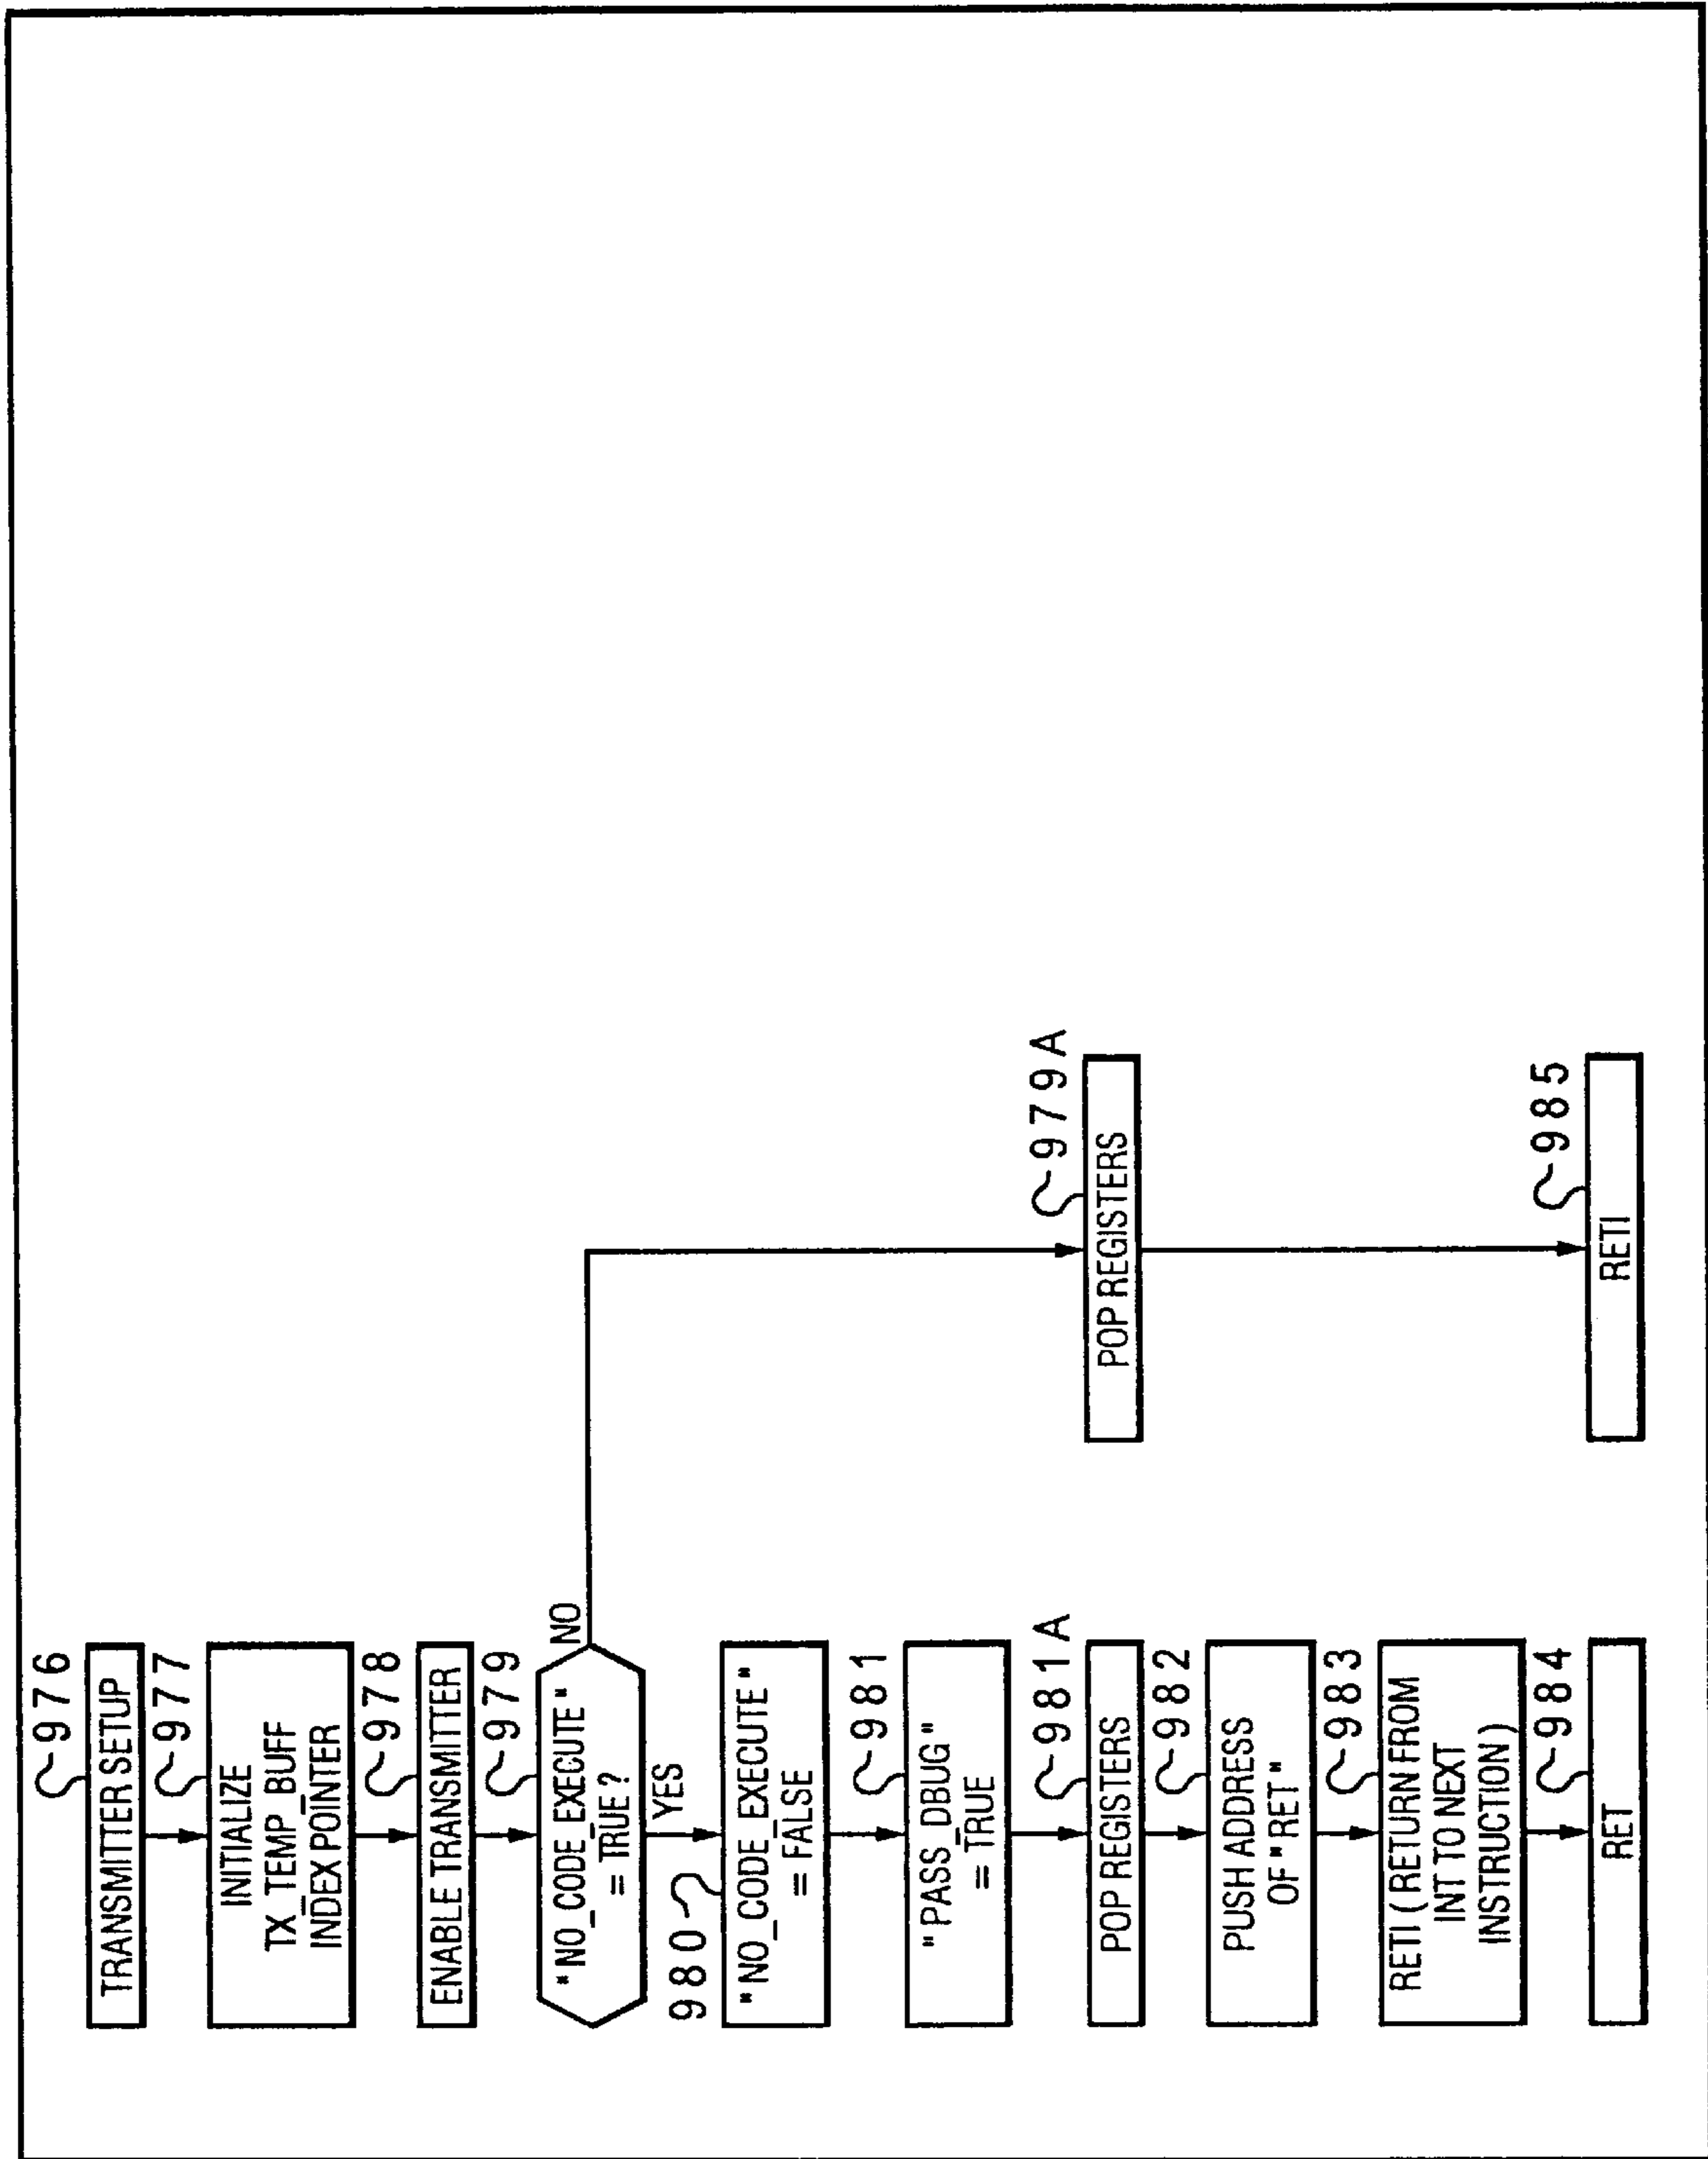 976
TRANSMITTER SETUP
977
INITIALIZE
TX_TEMP_BUFF
INDEX POINTER
978
ENABLE TRANSMITTER
979
"NO_CODE_EXECUTE"
= TRUE ?
NO
YES
980
"NO_CODE_EXECUTE"
= FALSE
981
"PASS_DBUG"
= TRUE
981A
POP REGISTERS
979A
POP REGISTERS
982
PUSH ADDRESS
OF "RET"
983
RETI ( RETURN FROM
INT TO NEXT
INSTRUCTION )
984
RET
985
RETI